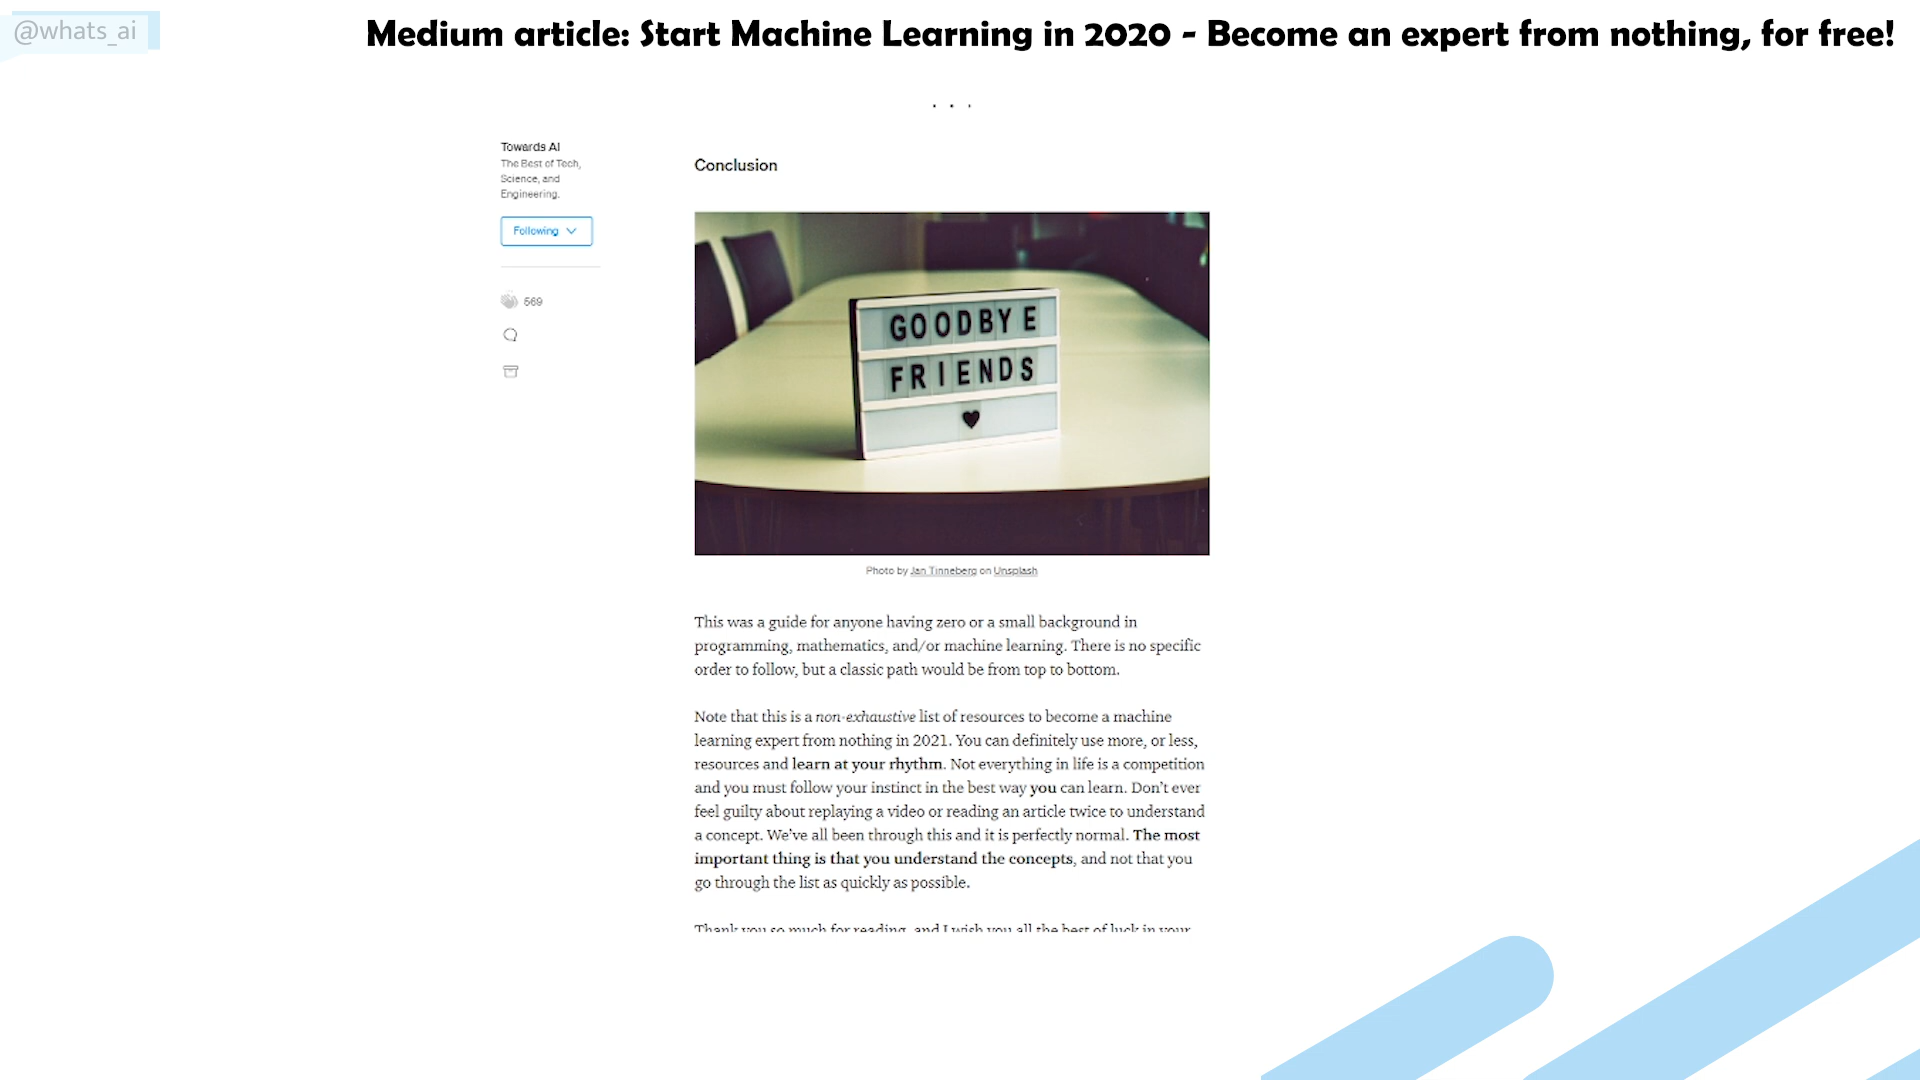 @whats_ai
Medium article: Start Machine Learning in 2020 - Become an expert from nothing, for free!
. . .
Towards AI
The Best of Tech,
Science, and
Engineering.
Following
569
Conclusion
GOODBYE
FRIENDS
Photo by Jan Tinneberg on Unsplash
This was a guide for anyone having zero or a small background in
programming, mathematics, and/or machine learning. There is no specific
order to follow, but a classic path would be from top to bottom.
Note that this is a non-exhaustive list of resources to become a machine
learning expert from nothing in 2021. You can definitely use more, or less,
resources and learn at your rhythm. Not everything in life is a competition
and you must follow your instinct in the best way you can learn. Don't ever
feel guilty about replaying a video or reading an article twice to understand
a concept. We've all been through this and it is perfectly normal. The most
important thing is that you understand the concepts, and not that you
go through the list as quickly as possible.
Thank you so much for reading, and I wish you all the best of luck in your